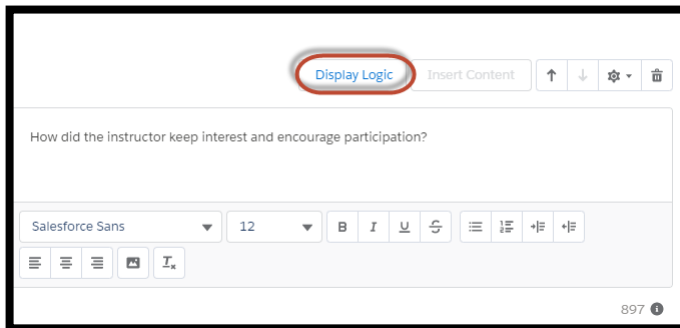 Display Logic Insert Content
How did the instructor keep interest and encourage participation?
Salesforce Sans 12 B I U S
897